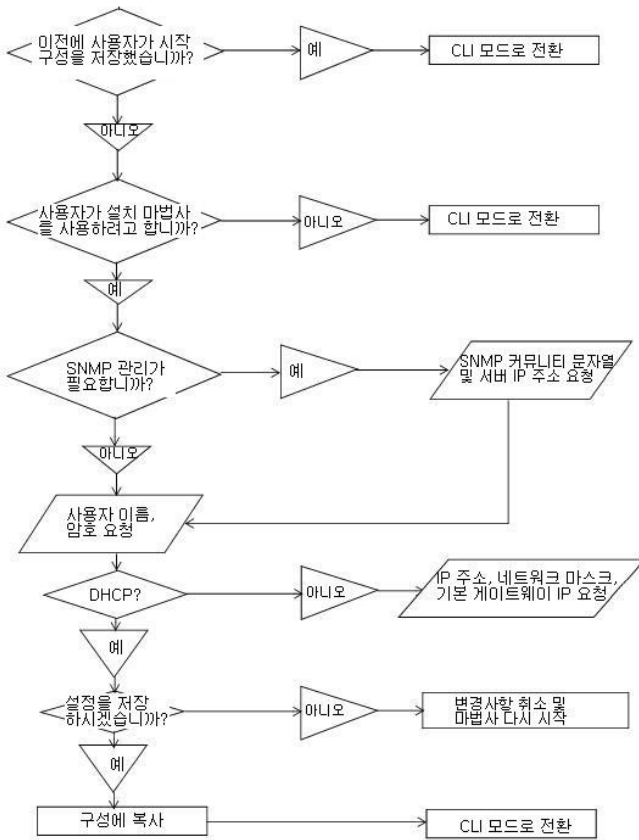 이전에 사용자가 시작
구성을 저장했습니까?
예
CLI 모드로 전환
아니오
사용자가 설치 마법사
를 사용하려고 합니까?
아니오
CLI 모드로 전환
예
SNMP 관리가
필요합니까?
예
SNMP 커뮤니티 문자열
및 서버 IP 주소 요청
아니오
사용자 이름,
암호 요청
DHCP?
아니오
IP 주소, 네트워크 마스크,
기본 게이트웨이 IP 요청
예
설정을 저장
하시겠습니까?
아니오
변경사항 취소 및
마법사 다시 시작
예
구성에 복사
CLI 모드로 전환